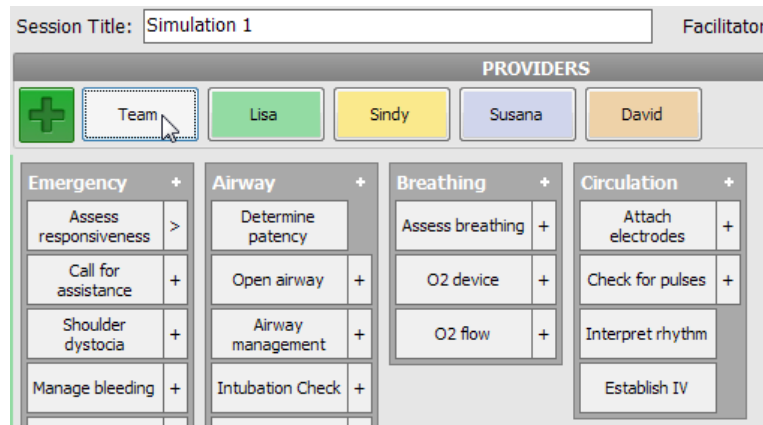 Session Title: Simulation 1 Facilitator
PROVIDERS
Team Lisa Sindy Susana David
Emergency + Airway + Breathing + Circulation +
Assess
responsiveness >
Determine
patency
Assess breathing +
Attach
electrodes +
Call for
assistance +
Open airway +
O2 device +
Check for pulses +
Shoulder
dystocia +
Airway
management +
O2 flow +
Interpret rhythm
Manage bleeding +
Intubation Check +
Establish IV